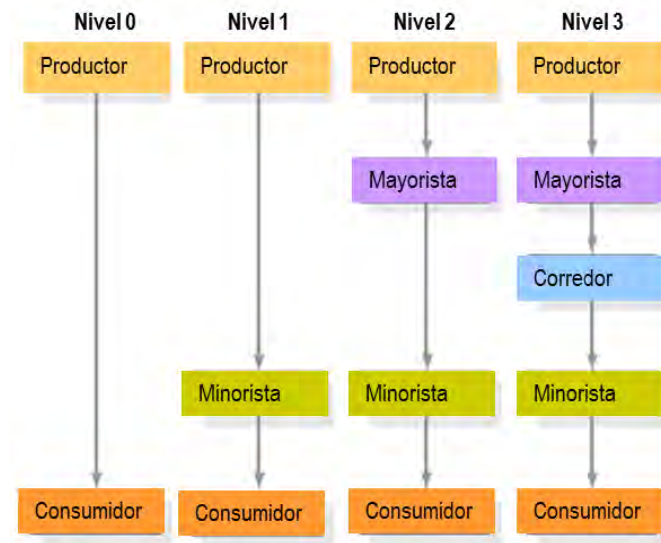 Nivel 0 Nivel 1 Nivel 2 Nivel 3
Productor Productor Productor Productor
Mayorista Mayorista
Corredor
Minorista Minorista Minorista
Consumidor Consumidor Consumidor Consumidor